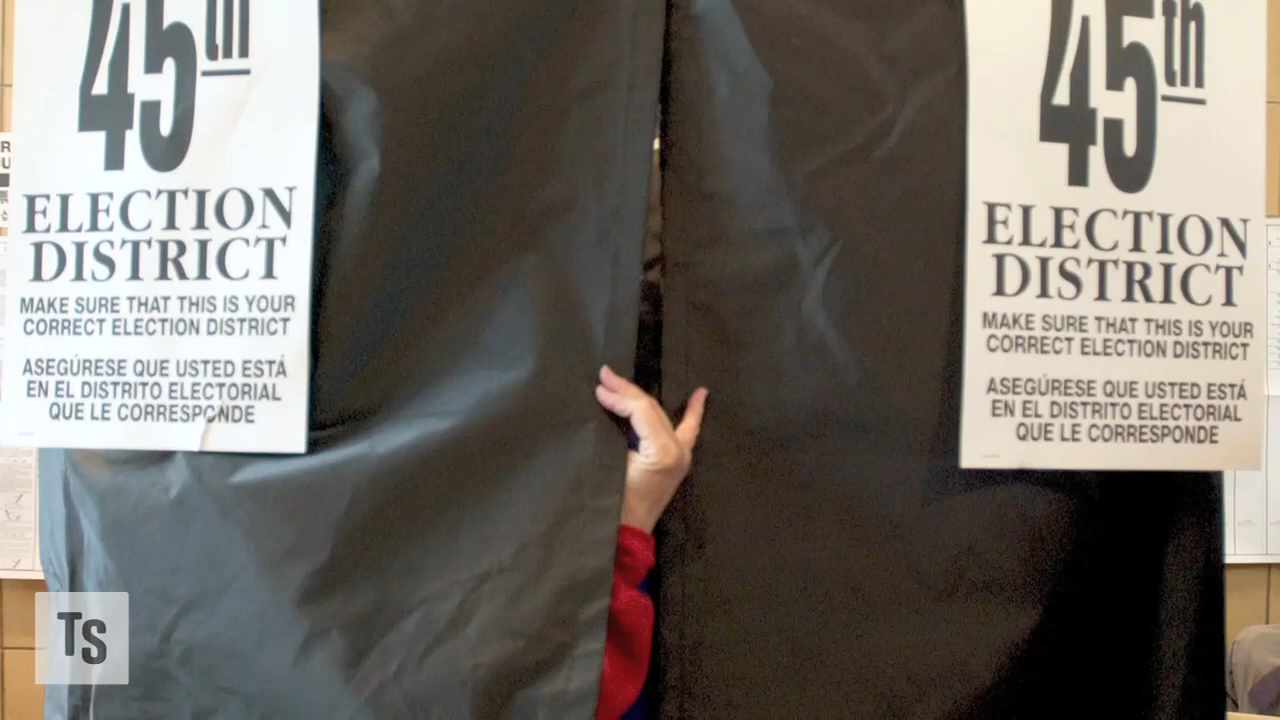 45th
ELECTION
DISTRICT
MAKE SURE THAT THIS IS YOUR
CORRECT ELECTION DISTRICT
ASEGÚRESE QUE USTED ESTÁ
EN EL DISTRITO ELECTORIAL
QUE LE CORRESPONDE
45th
ELECTION
DISTRICT
MAKE SURE THAT THIS IS YOUR
CORRECT ELECTION DISTRICT
ASEGÚRESE QUE USTED ESTÁ
EN EL DISTRITO ELECTORIAL
QUE LE CORRESPONDE
TS